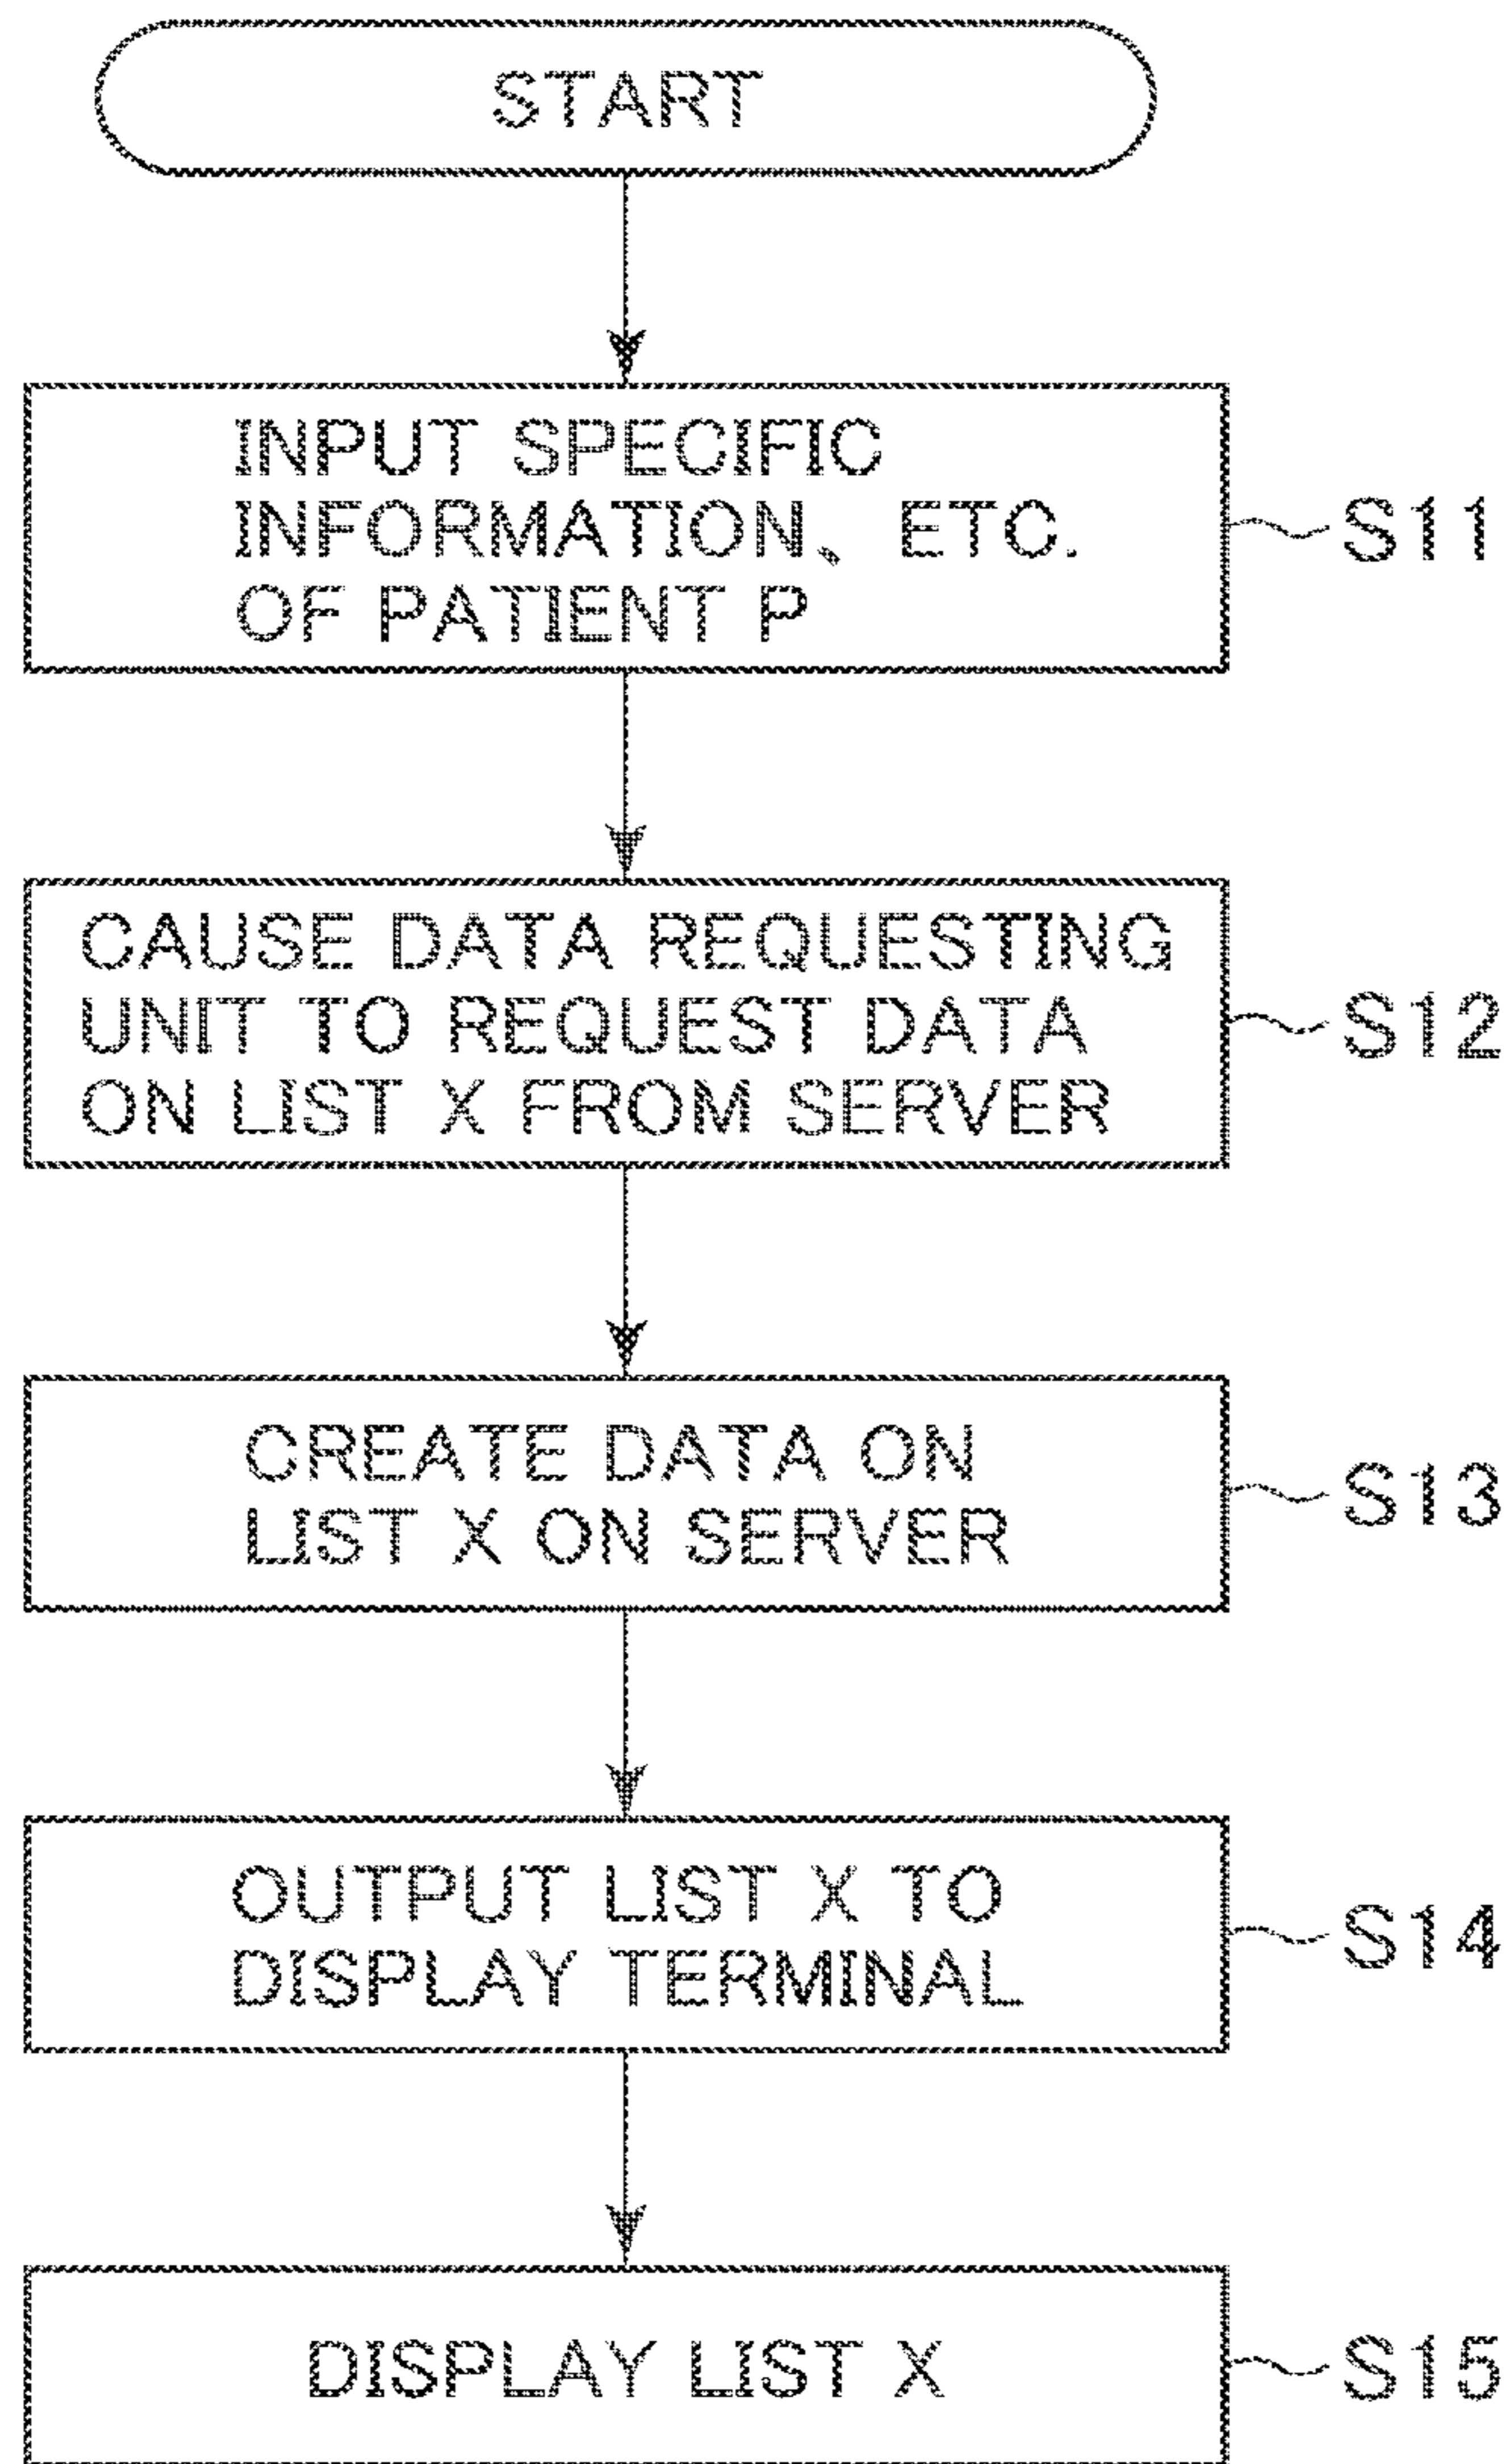 START
INPUT SPECIFIC
INFORMATION、ETC.
OF PATIENT P
S11
CAUSE DATA REQUESTING
UNIT TO REQUEST DATA
ON LIST X FROM SERVER
S12
CREATE DATA ON
LIST X ON SERVER
S13
OUTPUT LIST X TO
DISPLAY TERMINAL
S14
DISPLAY LIST X
S15